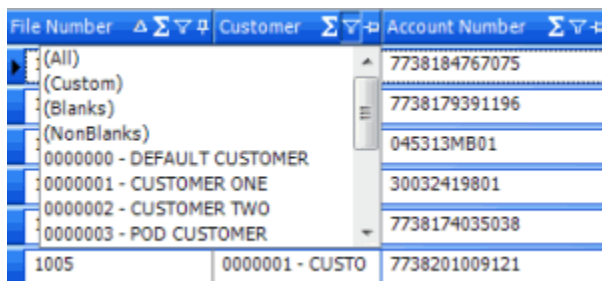 File Number Customer Account Number
(All)
7738184767075
(Custom)
(Blanks)
7738179391196
(NonBlanks)
045313MB01
0000000 - DEFAULT CUSTOMER
0000001 - CUSTOMER ONE
30032419801
0000002 - CUSTOMER TWO
7738174035038
0000003 - POD CUSTOMER
1005 0000001 - CUSTO 7738201009121